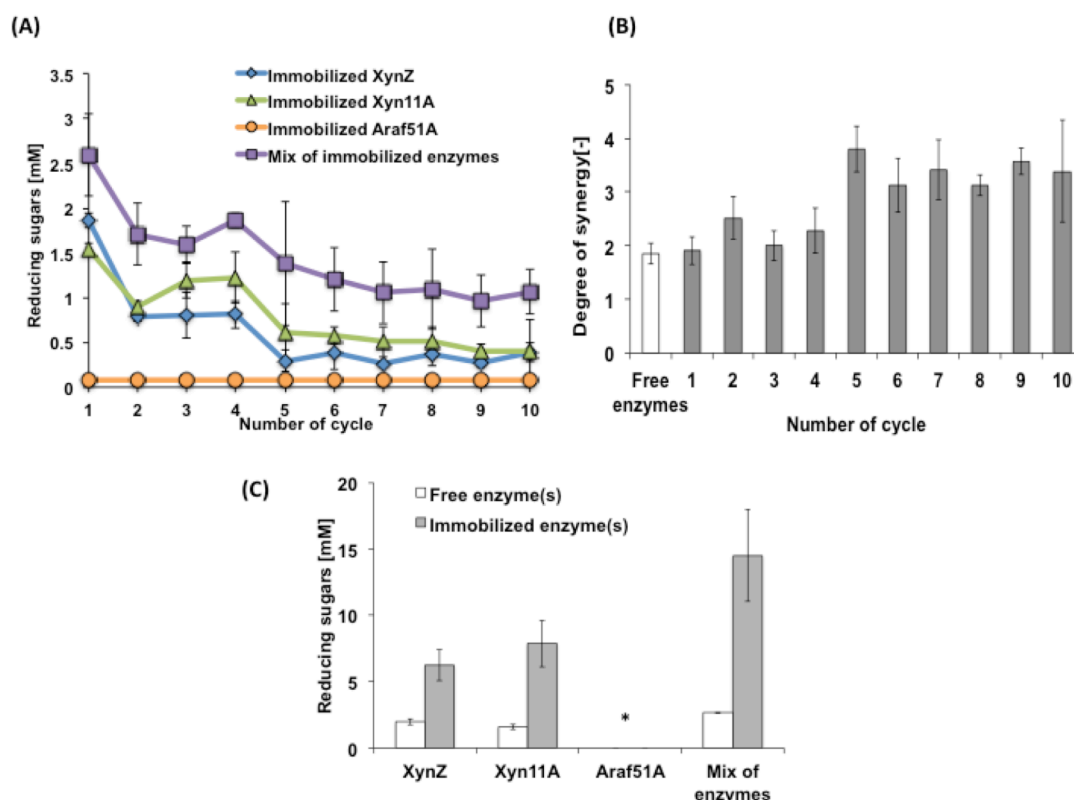 (A)
Reducing sugars [mM]
3.5
3
2.5
2
1.5
1
0.5
0
Immobilized XynZ
Immobilized Xyn11A
Immobilized Araf51A
Mix of immobilized enzymes
1 2 3 4 5 6 7 8 9 10
Number of cycle
(B)
Degree of synergy[-]
5
4
3
2
1
0
Free 1 2 3 4 5 6 7 8 9 10
enzymes
Number of cycle
(C)
Reducing sugars [mM]
20
15
10
5
0
Free enzyme(s)
Immobilized enzyme(s)
*
XynZ Xyn11A Araf51A Mix of
enzymes